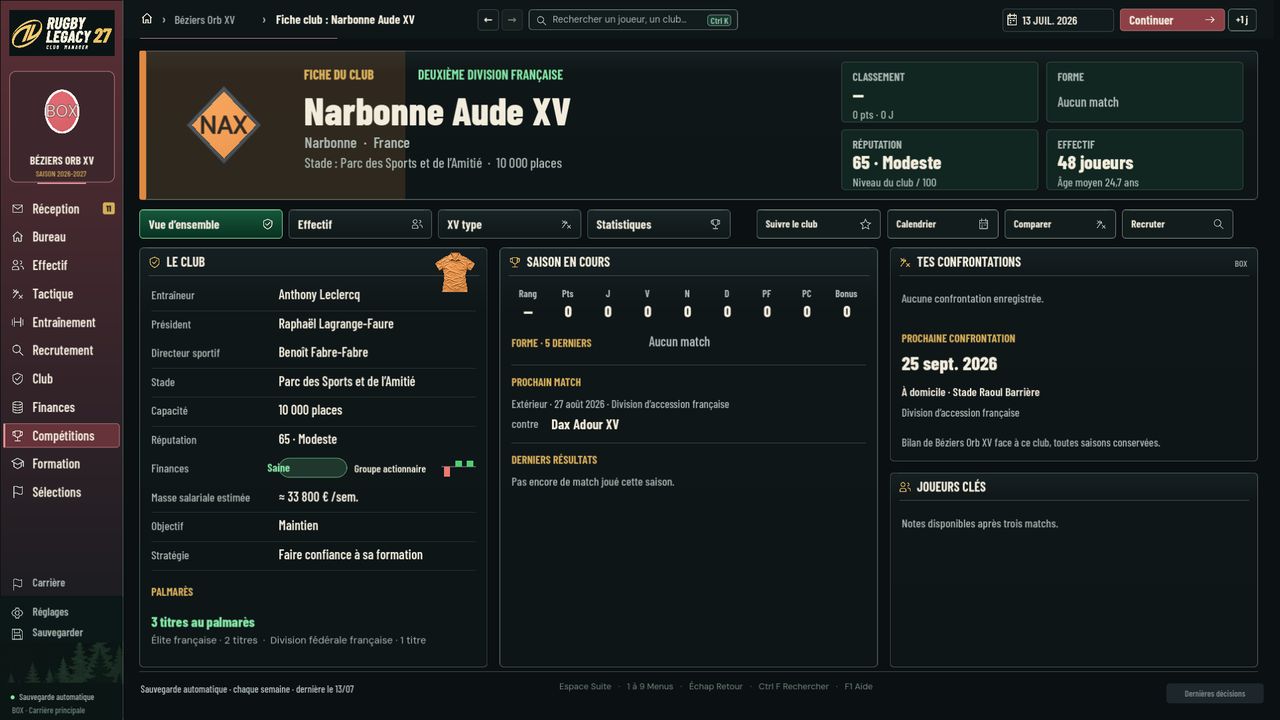 RUGBY
LEGACY 27
CLUB MANAGER
BOX
BÉZIERS ORB XV
SAISON 2026-2027
Réception 11
Bureau
Effectif
Tactique
Entraînement
Recrutement
Club
Finances
Compétitions
Formation
Sélections
Carrière
Réglages
Sauvegarder
Sauvegarde automatique
BOX · Carrière principale
› Béziers Orb XV › Fiche club : Narbonne Aude XV
← →
Rechercher un joueur, un club... Ctrl K
13 JUIL. 2026
Continuer →
+1 j
NAX
FICHE DU CLUB DEUXIÈME DIVISION FRANÇAISE
Narbonne Aude XV
Narbonne · France
Stade : Parc des Sports et de l'Amitié · 10 000 places
CLASSEMENT
–
0 pts · 0 J
FORME
Aucun match
RÉPUTATION
65 · Modeste
Niveau du club / 100
EFFECTIF
48 joueurs
Âge moyen 24,7 ans
Vue d'ensemble
Effectif
XV type
Statistiques
Suivre le club
Calendrier
Comparer
Recruter
LE CLUB
Entraîneur Anthony Leclercq
Président Raphaël Lagrange-Faure
Directeur sportif Benoît Fabre-Fabre
Stade Parc des Sports et de l'Amitié
Capacité 10 000 places
Réputation 65 · Modeste
Finances Saine Groupe actionnaire
Masse salariale estimée ≈ 33 800 € /sem.
Objectif Maintien
Stratégie Faire confiance à sa formation
PALMARÈS
3 titres au palmarès
Élite française · 2 titres · Division fédérale française · 1 titre
SAISON EN COURS
Rang Pts J V N D PF PC Bonus
– 0 0 0 0 0 0 0 0
FORME · 5 DERNIERS Aucun match
PROCHAIN MATCH
Extérieur · 27 août 2026 · Division d'accession française
contre Dax Adour XV
DERNIERS RÉSULTATS
Pas encore de match joué cette saison.
TES CONFRONTATIONS BOX
Aucune confrontation enregistrée.
PROCHAINE CONFRONTATION
25 sept. 2026
À domicile · Stade Raoul Barrière
Division d'accession française
Bilan de Béziers Orb XV face à ce club, toutes saisons conservées.
JOUEURS CLÉS
Notes disponibles après trois matchs.
Sauvegarde automatique · chaque semaine · dernière le 13/07
Espace Suite · 1 à 9 Menus · Échap Retour · Ctrl F Rechercher · F1 Aide
Dernières décisions